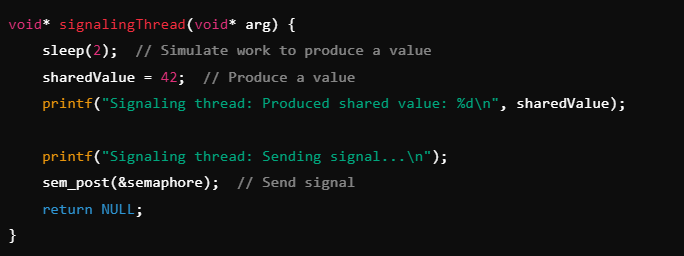 void* signalingThread(void* arg) {
    sleep(2);  // Simulate work to produce a value
    sharedValue = 42;  // Produce a value
    printf("Signaling thread: Produced shared value: %d\n", sharedValue);

    printf("Signaling thread: Sending signal...\n");
    sem_post(&semaphore);  // Send signal
    return NULL;
}